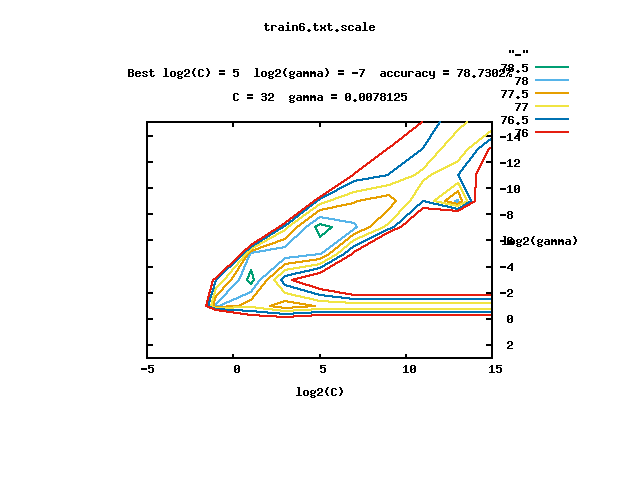 train6.txt.scale
"-"
Best log2(C) = 5  log2(gamma) = -7  accuracy = 78.7302%
78.5
78
C = 32  gamma = 0.0078125
77.5
77
76.5
76
-14
-12
-10
-8
-6
log2(gamma)
-4
-2
0
2
-5 0 5 10 15
log2(C)